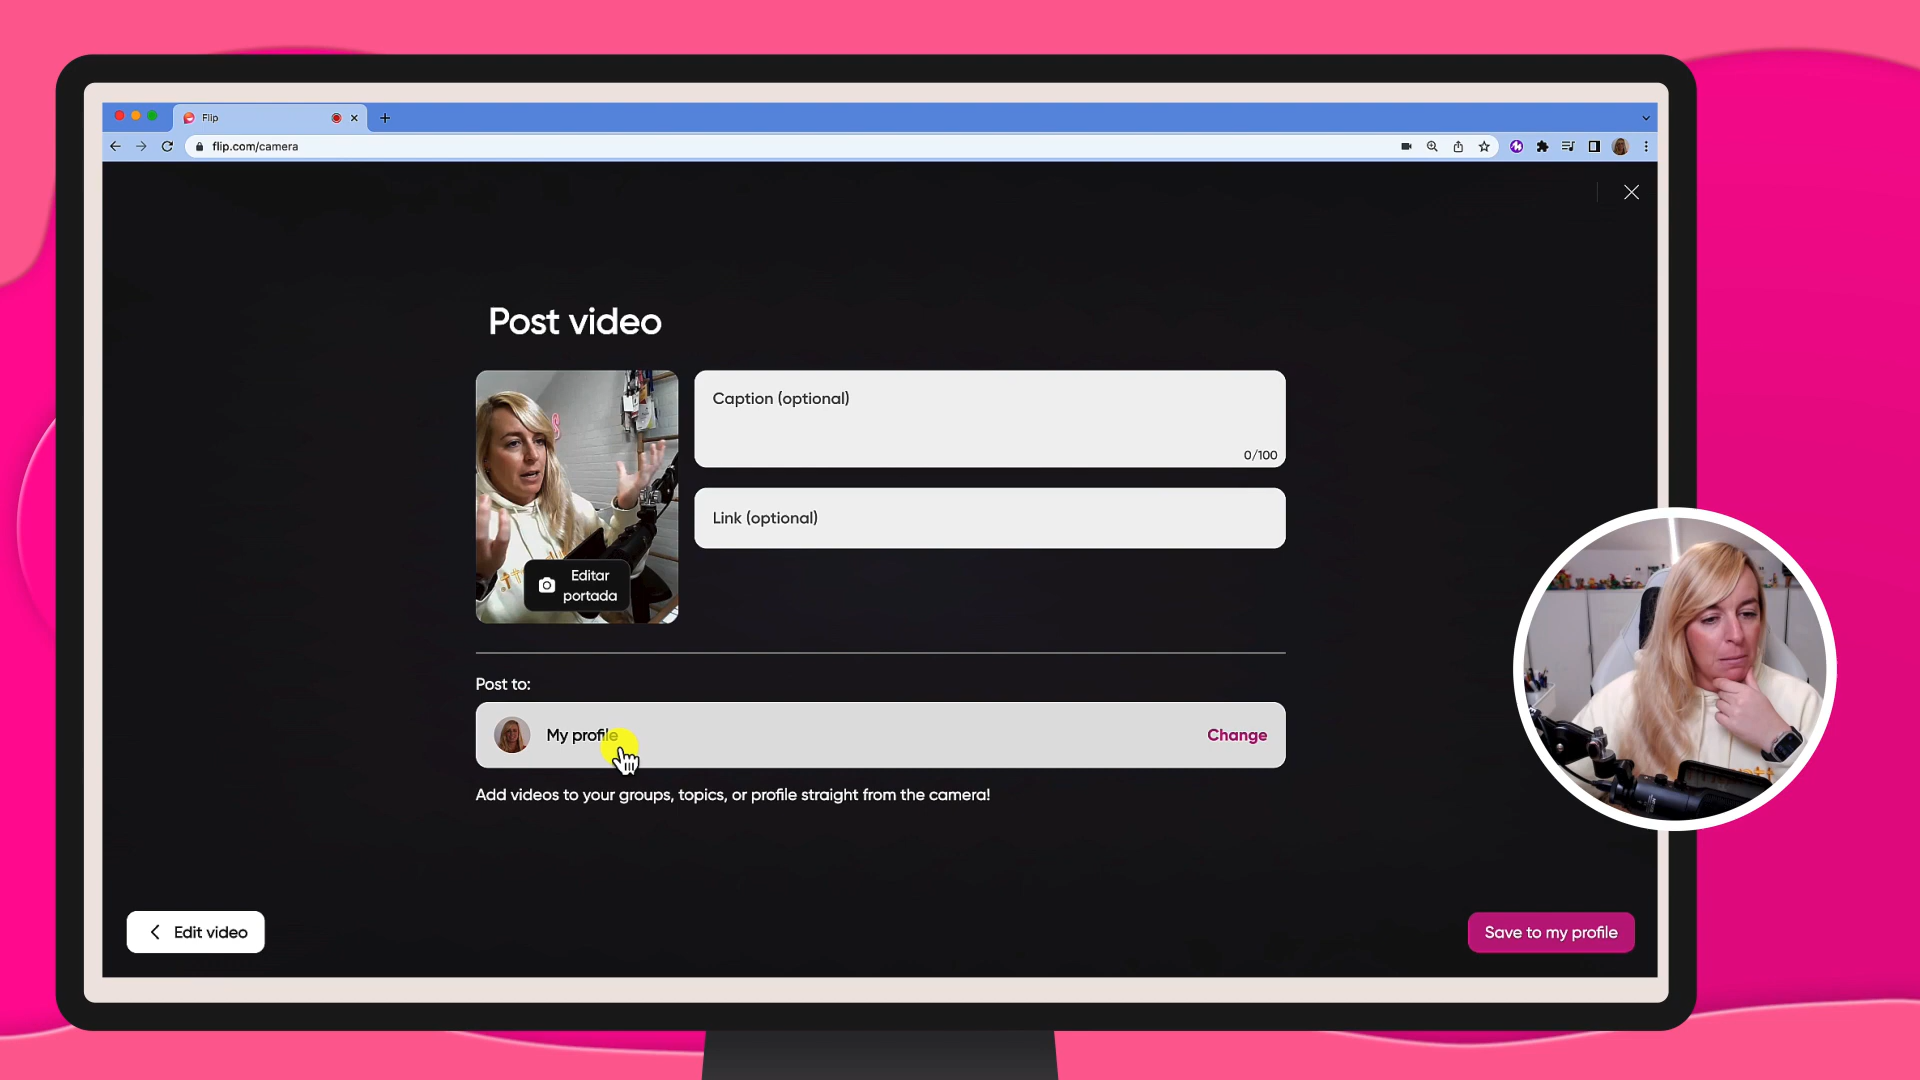 Flip
flip.com/camera
Post video
Caption (optional)
0/100
Link (optional)
Editar
portada
Post to:
My profile
Change
Add videos to your groups, topics, or profile straight from the camera!
Edit video
Save to my profile